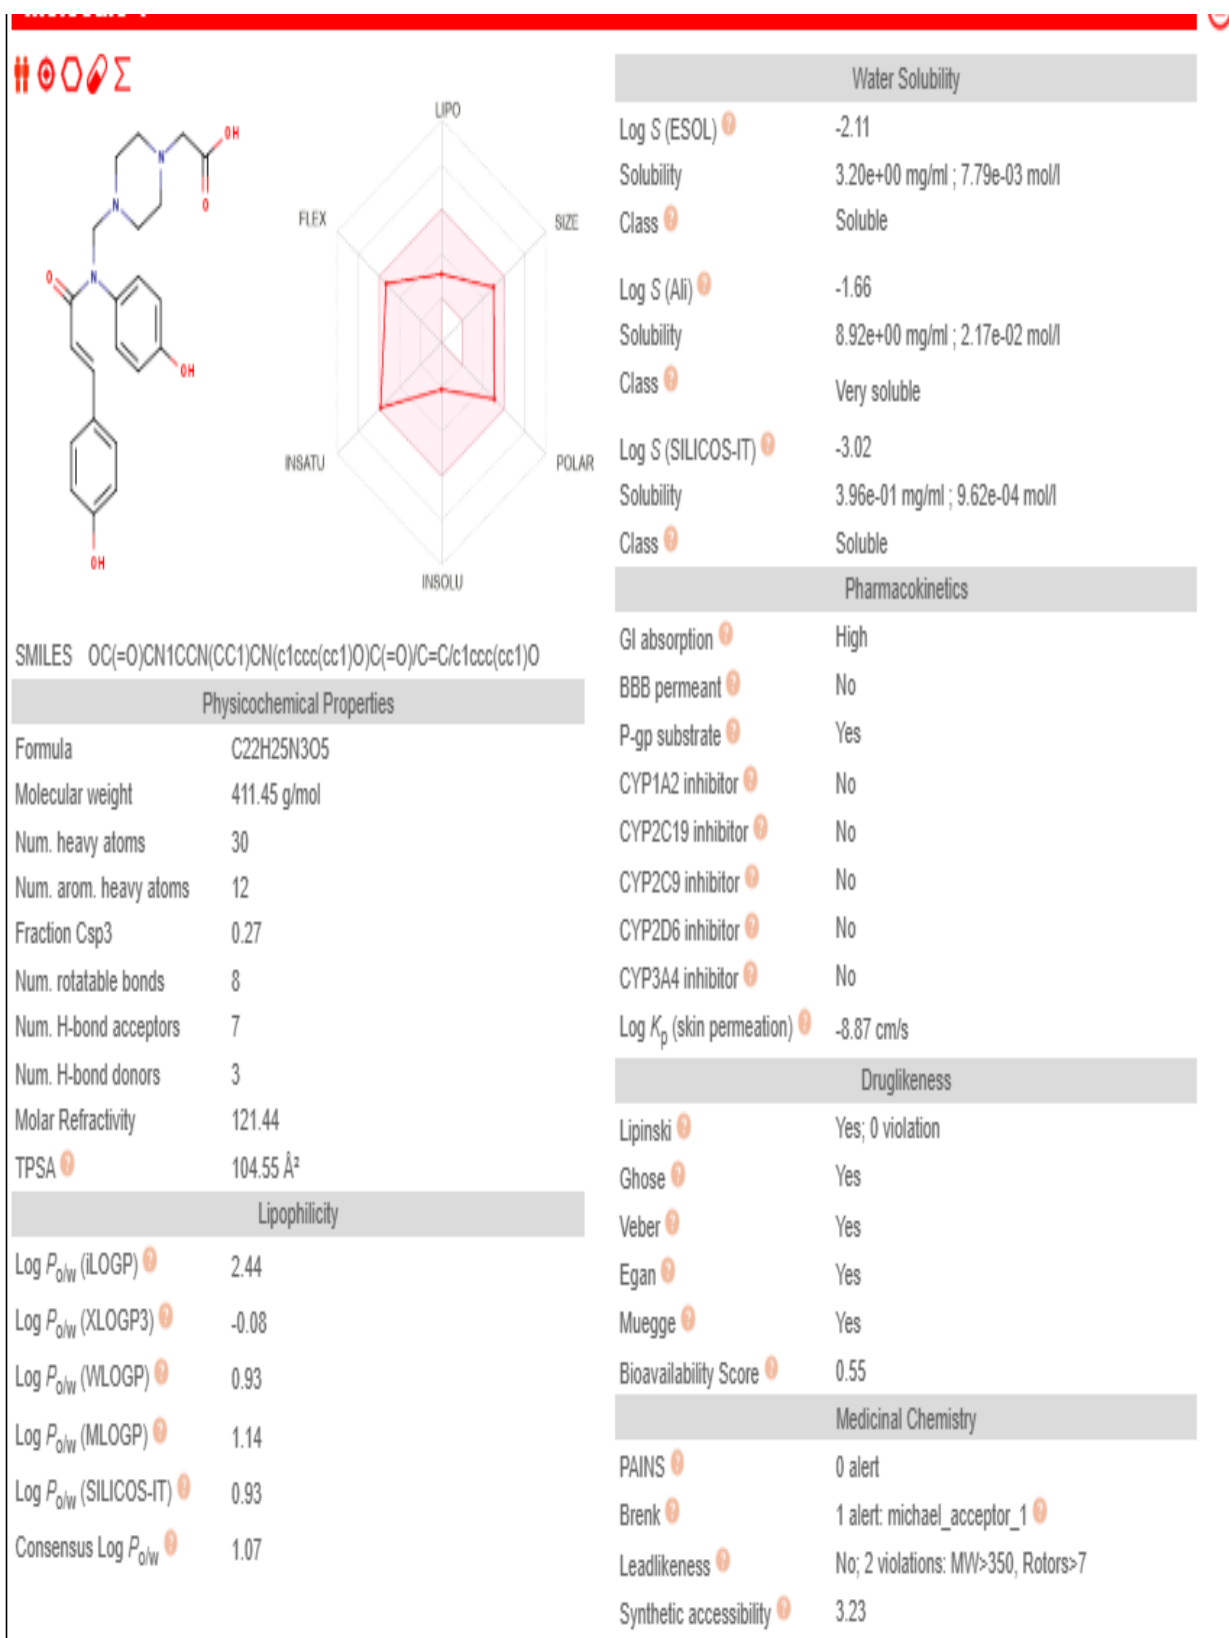 OH
N
O
N
O
N
OH
OH
LIPO
FLEX
SIZE
INSATU
POLAR
INSOLU
SMILES OC(=O)CN1CCN(CC1)CN(c1ccc(cc1)O)C(=O)/C=C/c1ccc(cc1)O
Physicochemical Properties
Formula C22H25N3O5
Molecular weight 411.45 g/mol
Num. heavy atoms 30
Num. arom. heavy atoms 12
Fraction Csp3 0.27
Num. rotatable bonds 8
Num. H-bond acceptors 7
Num. H-bond donors 3
Molar Refractivity 121.44
TPSA ? 104.55 Å²
Lipophilicity
Log Po/w (iLOGP) ? 2.44
Log Po/w (XLOGP3) ? -0.08
Log Po/w (WLOGP) ? 0.93
Log Po/w (MLOGP) ? 1.14
Log Po/w (SILICOS-IT) ? 0.93
Consensus Log Po/w ? 1.07
Water Solubility
Log S (ESOL) ? -2.11
Solubility 3.20e+00 mg/ml ; 7.79e-03 mol/l
Class ? Soluble
Log S (Ali) ? -1.66
Solubility 8.92e+00 mg/ml ; 2.17e-02 mol/l
Class ? Very soluble
Log S (SILICOS-IT) ? -3.02
Solubility 3.96e-01 mg/ml ; 9.62e-04 mol/l
Class ? Soluble
Pharmacokinetics
GI absorption ? High
BBB permeant ? No
P-gp substrate ? Yes
CYP1A2 inhibitor ? No
CYP2C19 inhibitor ? No
CYP2C9 inhibitor ? No
CYP2D6 inhibitor ? No
CYP3A4 inhibitor ? No
Log Kp (skin permeation) ? -8.87 cm/s
Druglikeness
Lipinski ? Yes; 0 violation
Ghose ? Yes
Veber ? Yes
Egan ? Yes
Muegge ? Yes
Bioavailability Score ? 0.55
Medicinal Chemistry
PAINS ? 0 alert
Brenk ? 1 alert: michael_acceptor_1 ?
Leadlikeness ? No; 2 violations: MW>350, Rotors>7
Synthetic accessibility ? 3.23